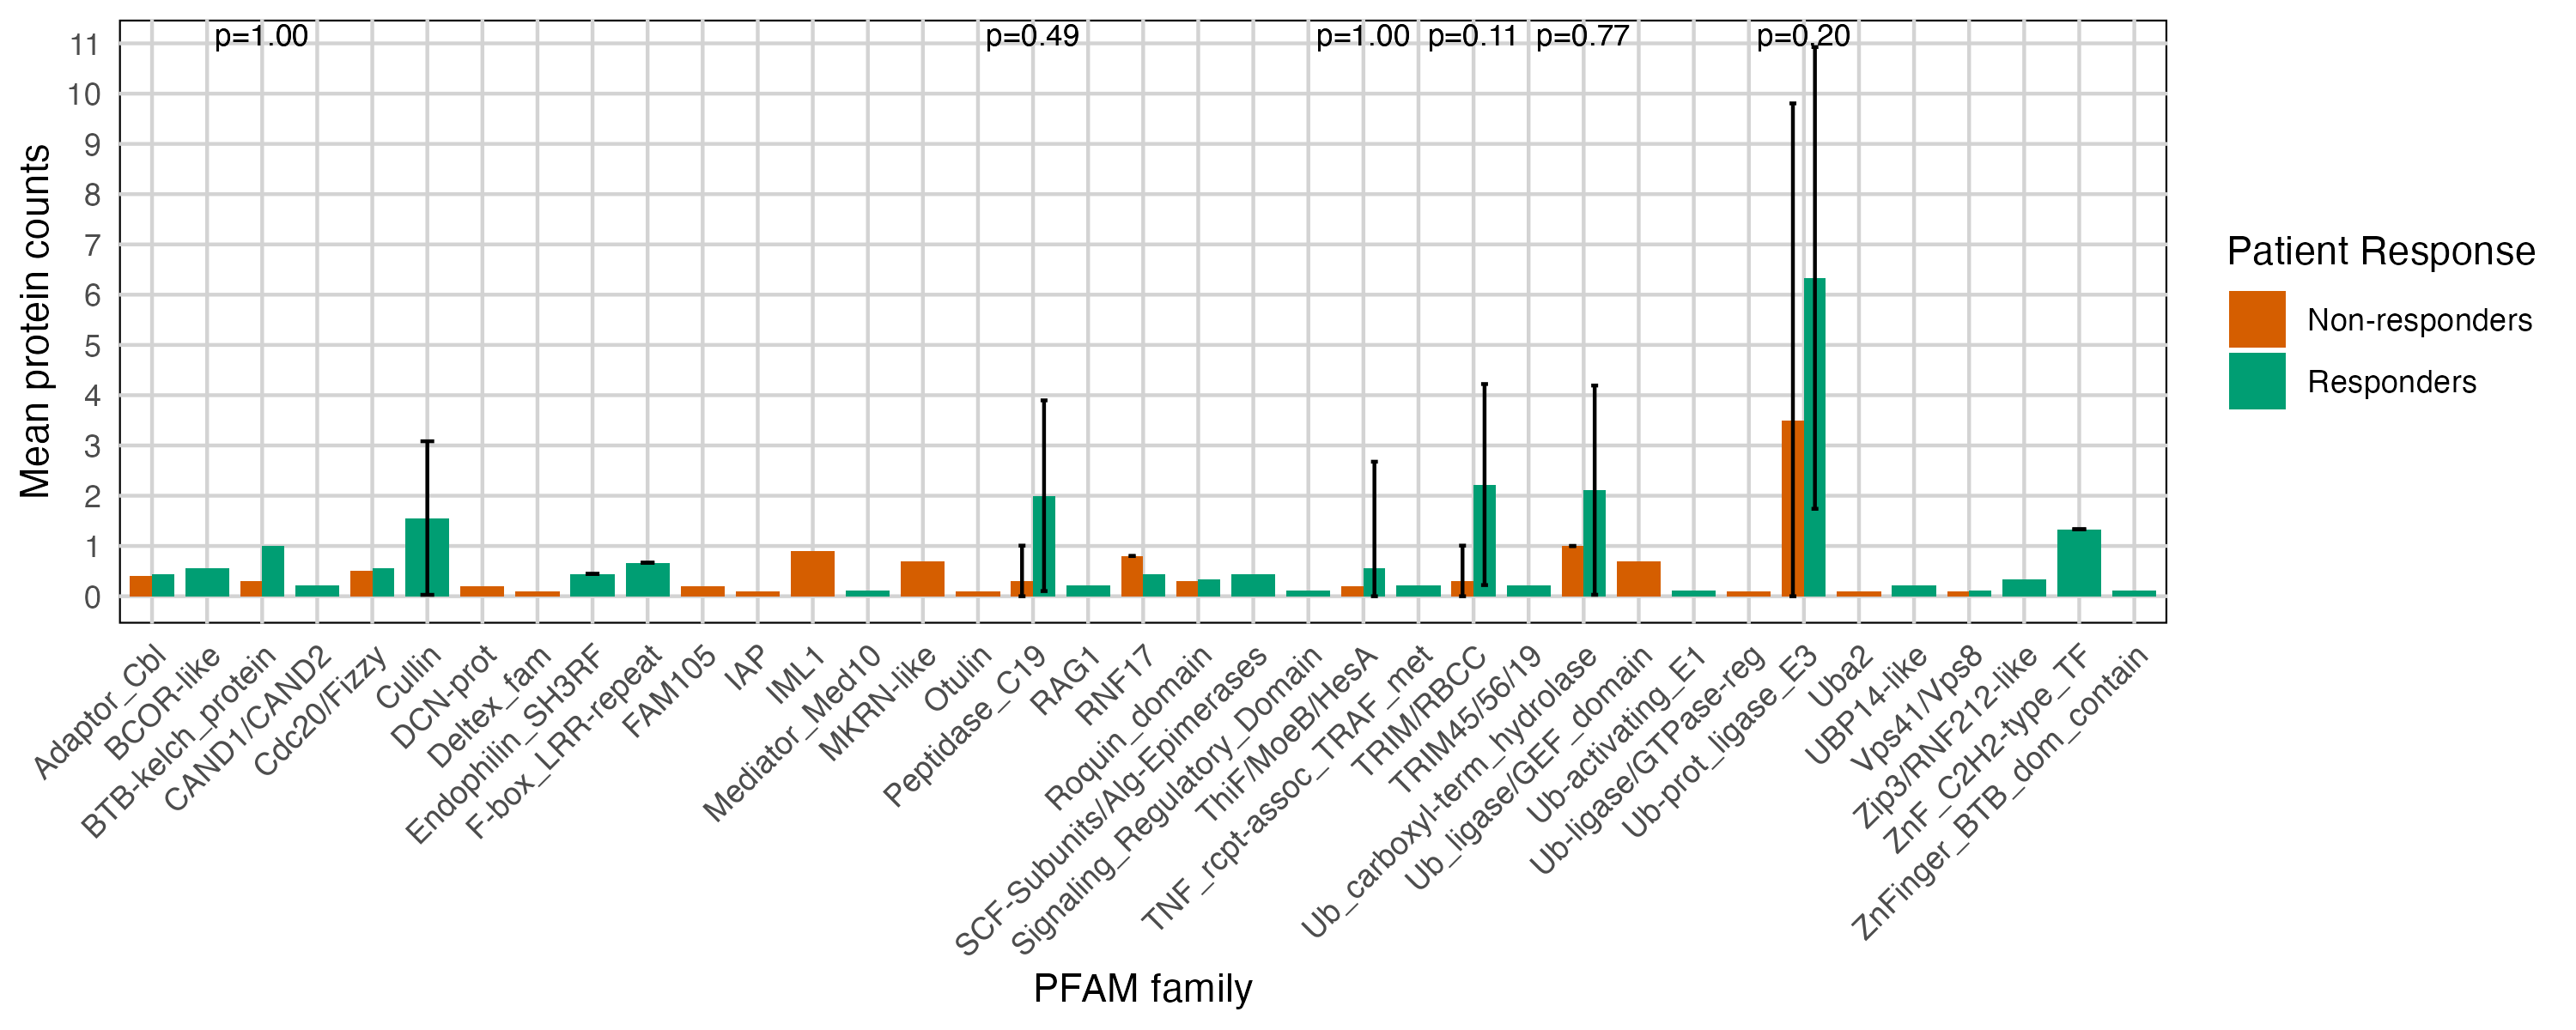 p=1.00 p=0.49 p=1.00 p=0.11 p=0.77 p=0.20
11
10
9
8
7
6
5
4
3
2
1
0
Mean protein counts
Patient Response
Non-responders
Responders
Adaptor_Cbl
BCOR-like
BTB-kelch_protein
CAND1/CAND2
Cdc20/Fizzy
Cullin
DCN-prot
Deltex_fam
Endophilin_SH3RF
F-box_LRR-repeat
FAM105
IAP
IML1
Mediator_Med10
MKRN-like
Otulin
Peptidase_C19
RAG1
RNF17
Roquin_domain
SCF-Subunits/Alg-Epimerases
Signaling_Regulatory_Domain
ThiF/MoeB/HesA
TNF_rcpt-assoc_TRAF_met
TRIM/RBCC
TRIM45/56/19
Ub_carboxyl-term_hydrolase
Ub_ligase/GEF_domain
Ub-activating_E1
Ub-ligase/GTPase-reg
Ub-prot_ligase_E3
Uba2
UBP14-like
Vps41/Vps8
Zip3/RNF212-like
ZnF_C2H2-type_TF
ZnFinger_BTB_dom_contain
PFAM family